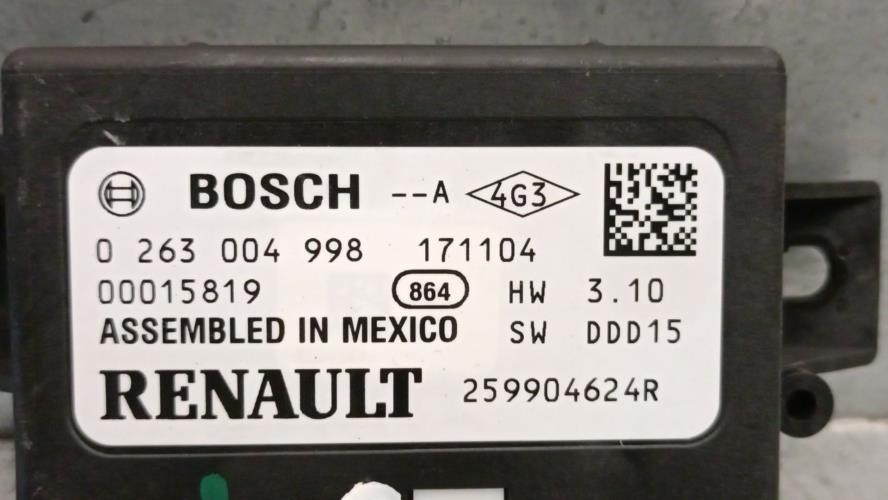 BOSCH --A 4G3
0 263 004 998 171104
00015819 864 HW 3.10
ASSEMBLED IN MEXICO SW DDD15
RENAULT 259904624R